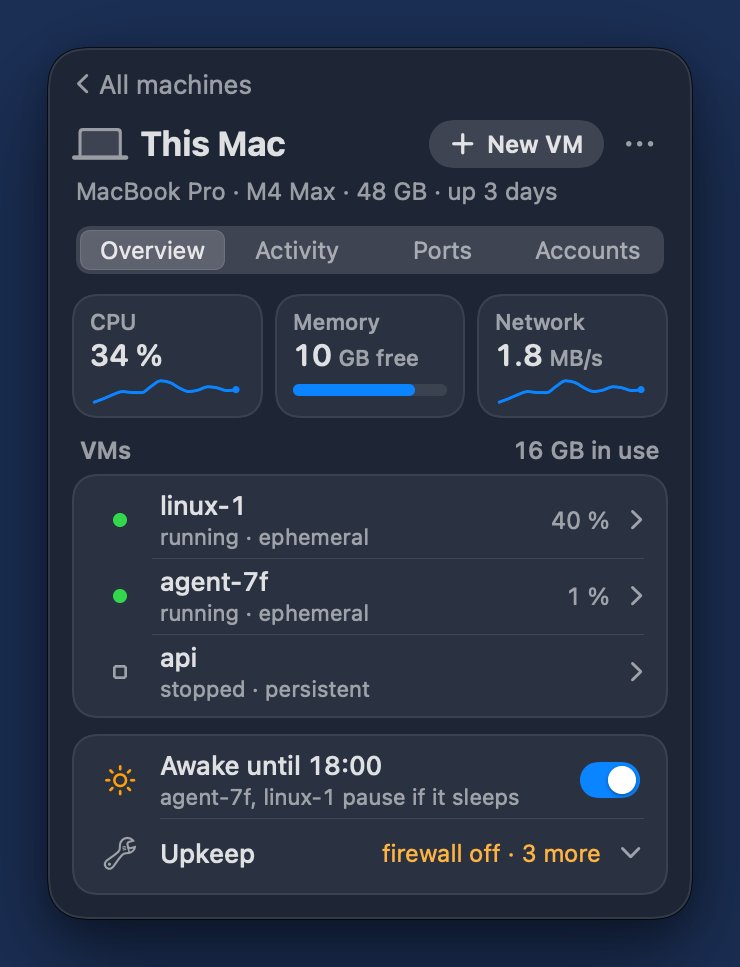 All machines
This Mac
New VM
MacBook Pro · M4 Max · 48 GB · up 3 days
Overview
Activity
Ports
Accounts
CPU
34 %
Memory
10 GB free
Network
1.8 MB/s
VMs
16 GB in use
linux-1
running · ephemeral
40 %
agent-7f
running · ephemeral
1 %
api
stopped · persistent
Awake until 18:00
agent-7f, linux-1 pause if it sleeps
Upkeep
firewall off · 3 more